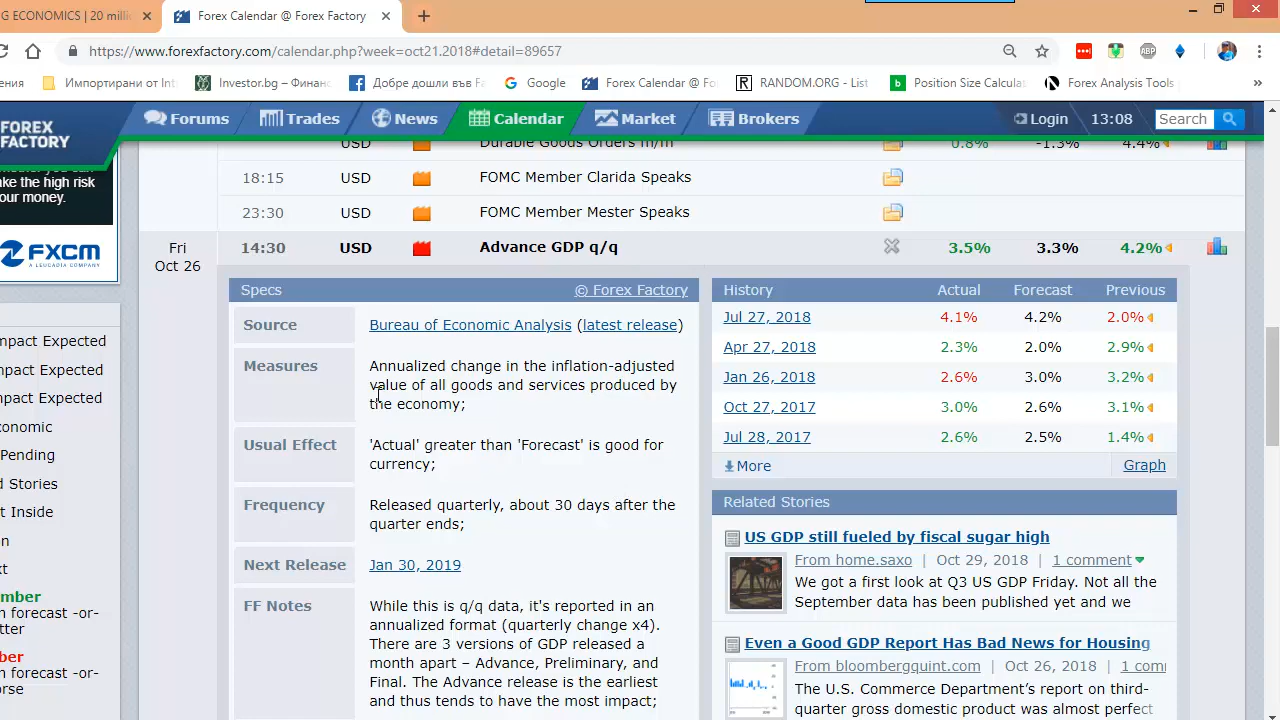 G ECONOMICS | 20 milli
Forex Calendar @ Forex Factory
https://www.forexfactory.com/calendar.php?week=oct21.2018#detail=89657
ABP
ения
Импортирани от Int
Investor.bg – Финанс
Добре дошли във Fa
Google
Forex Calendar @ Fo
RANDOM.ORG - List
Position Size Calcula
Forex Analysis Tools
FOREX
FACTORY
Forums
Trades
News
Calendar
Market
Brokers
Login
13:08
Search
ke the high risk
our money.
FXCM
A LEUCADIA COMPANY
mpact Expected
mpact Expected
mpact Expected
conomic
Pending
d Stories
t Inside
n
xt
mber
n forecast -or-
tter
ber
n forecast -or-
orse
USD Durable Goods Orders m/m 0.8% -1.3% 4.4%
18:15 USD FOMC Member Clarida Speaks
23:30 USD FOMC Member Mester Speaks
Fri
Oct 26
14:30 USD Advance GDP q/q 3.5% 3.3% 4.2%
Specs © Forex Factory
Source Bureau of Economic Analysis (latest release)
Measures Annualized change in the inflation-adjusted
value of all goods and services produced by
the economy;
Usual Effect 'Actual' greater than 'Forecast' is good for
currency;
Frequency Released quarterly, about 30 days after the
quarter ends;
Next Release Jan 30, 2019
FF Notes While this is q/q data, it's reported in an
annualized format (quarterly change x4).
There are 3 versions of GDP released a
month apart – Advance, Preliminary, and
Final. The Advance release is the earliest
and thus tends to have the most impact;
History Actual Forecast Previous
Jul 27, 2018 4.1% 4.2% 2.0%
Apr 27, 2018 2.3% 2.0% 2.9%
Jan 26, 2018 2.6% 3.0% 3.2%
Oct 27, 2017 3.0% 2.6% 3.1%
Jul 28, 2017 2.6% 2.5% 1.4%
More Graph
Related Stories
US GDP still fueled by fiscal sugar high
From home.saxo | Oct 29, 2018 | 1 comment
We got a first look at Q3 US GDP Friday. Not all the
September data has been published yet and we
Even a Good GDP Report Has Bad News for Housing
From bloombergquint.com | Oct 26, 2018 | 1 com
The U.S. Commerce Department's report on third-
quarter gross domestic product was almost perfect